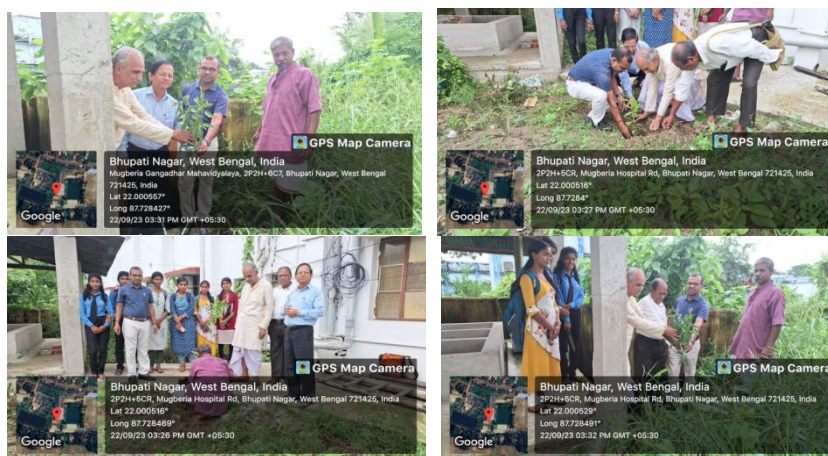 GPS Map Camera
Bhupati Nagar, West Bengal, India
Mugberia Gangadhar Mahavidyalaya, 2P2H+6C7, Bhupati Nagar, West Bengal
721425, India
Lat 22.000557°
Long 87.728427°
22/09/23 03:31 PM GMT +05:30
Google
GPS Map Camera
Bhupati Nagar, West Bengal, India
2P2H+5CR, Mugberia Hospital Rd, Bhupati Nagar, West Bengal 721425, India
Lat 22.000516°
Long 87.7284°
22/09/23 03:27 PM GMT +05:30
Google
GPS Map Camera
Bhupati Nagar, West Bengal, India
2P2H+5CR, Mugberia Hospital Rd, Bhupati Nagar, West Bengal 721425, India
Lat 22.000516°
Long 87.728469°
22/09/23 03:26 PM GMT +05:30
Google
GPS Map Camera
Bhupati Nagar, West Bengal, India
2P2H+5CR, Mugberia Hospital Rd, Bhupati Nagar, West Bengal 721425, India
Lat 22.000529°
Long 87.728491°
22/09/23 03:32 PM GMT +05:30
Google